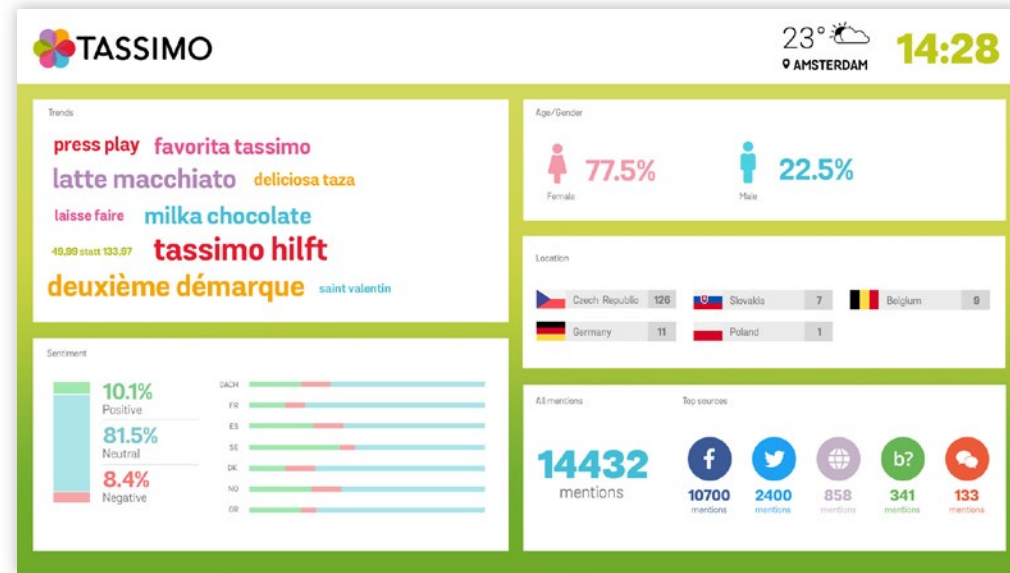 TASSIMO
23°
AMSTERDAM
14:28
Trends
press play favorita tassimo
latte macchiato deliciosa taza
laisse faire milka chocolate
49,99 statt 133.97 tassimo hilft
deuxième démarque saint valentin
Age/Gender
77.5% 22.5%
Female Male
Location
Czech Republic 126 Slovakia 7 Belgium 9
Germany 11 Poland 1
Sentiment
10.1%
Positive
81.5%
Neutral
8.4%
Negative
DACH
FR
ES
SE
DK
NO
GR
All mentions Top sources
14432
mentions
f b?
10700 2400 858 341 133
mentions mentions mentions mentions mentions